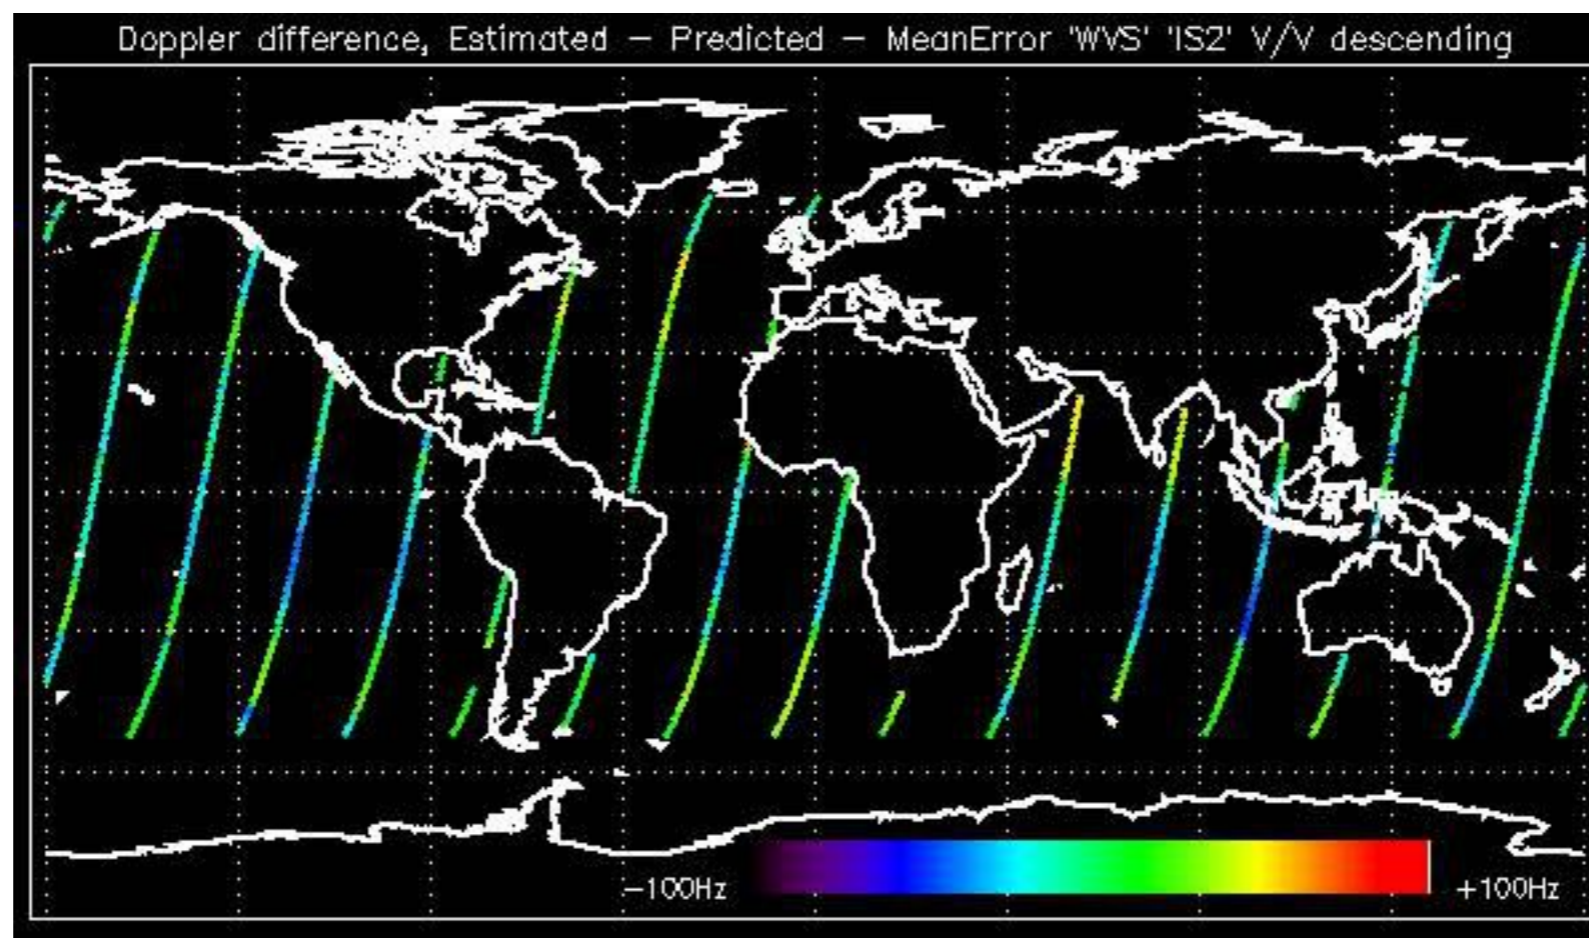 Doppler difference, Estimated – Predicted – MeanError 'WVS' 'IS2' V/V descending
-100Hz +100Hz